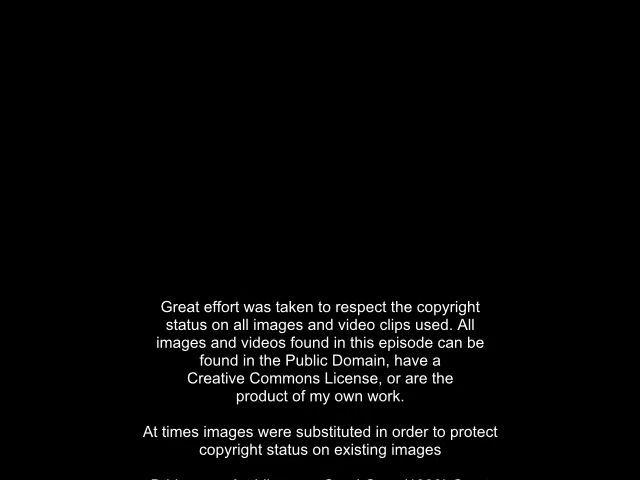 Great effort was taken to respect the copyright
status on all images and video clips used. All
images and videos found in this episode can be
found in the Public Domain, have a
Creative Commons License, or are the
product of my own work.
At times images were substituted in order to protect
copyright status on existing images